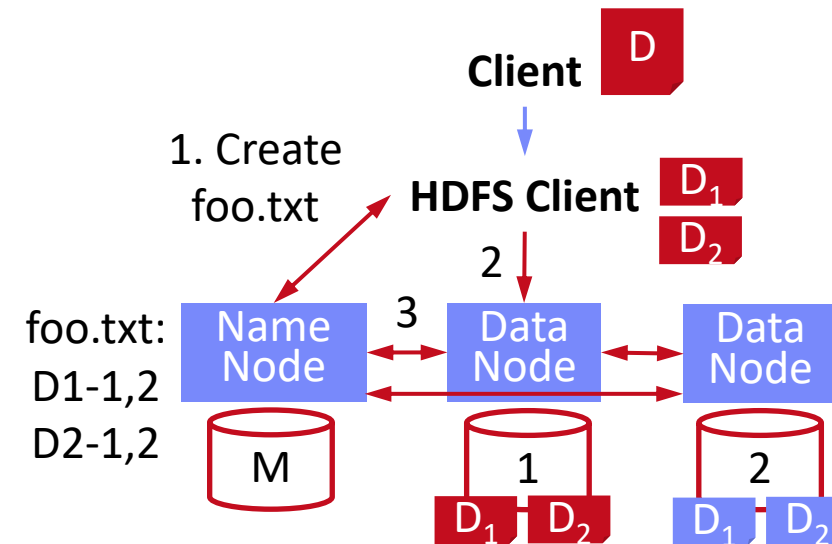 Client
D
1. Create
foo.txt
HDFS Client
D1
D2
2
foo.txt:
D1-1,2
D2-1,2
Name
Node
3
Data
Node
Data
Node
M
1
2
D1
D2
D1
D2